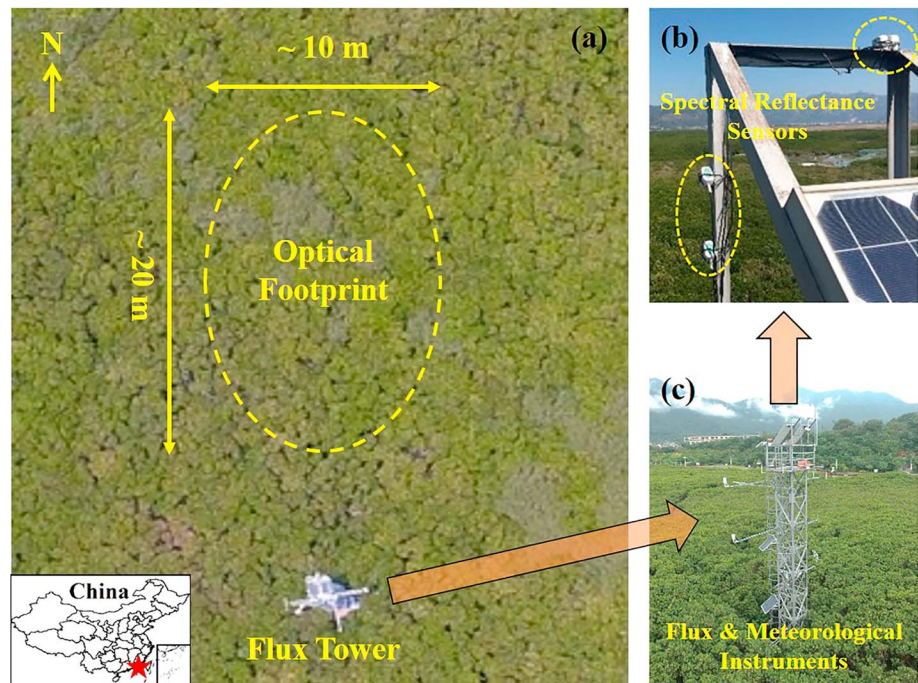 N
(a)
~ 10 m
~ 20 m
Optical
Footprint
Flux Tower
China
(b)
Spectral Reflectance
Sensors
(c)
Flux & Meteorological
Instruments